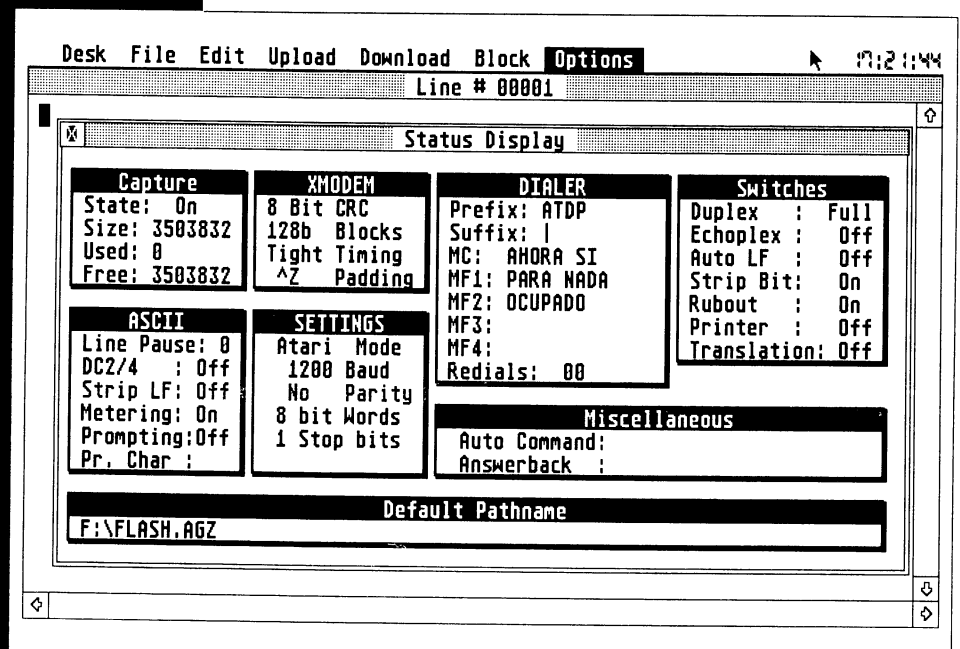 Desk File Edit Upload Download Block Options 17:21:44
Line # 00001
Status Display
Capture
State: On
Size: 3503832
Used: 0
Free: 3503832
XMODEM
8 Bit CRC
128b Blocks
Tight Timing
^Z Padding
DIALER
Prefix: ATDP
Suffix: |
MC: AHORA SI
MF1: PARA NADA
MF2: OCUPADO
MF3:
MF4:
Redials: 00
Switches
Duplex : Full
Echoplex : Off
Auto LF : Off
Strip Bit: On
Rubout : On
Printer : Off
Translation: Off
ASCII
Line Pause: 0
DC2/4 : Off
Strip LF: Off
Metering: On
Prompting:Off
Pr. Char :
SETTINGS
Atari Mode
1200 Baud
No Parity
8 bit Words
1 Stop bits
Miscellaneous
Auto Command:
Answerback :
Default Pathname
F:\FLASH.AGZ